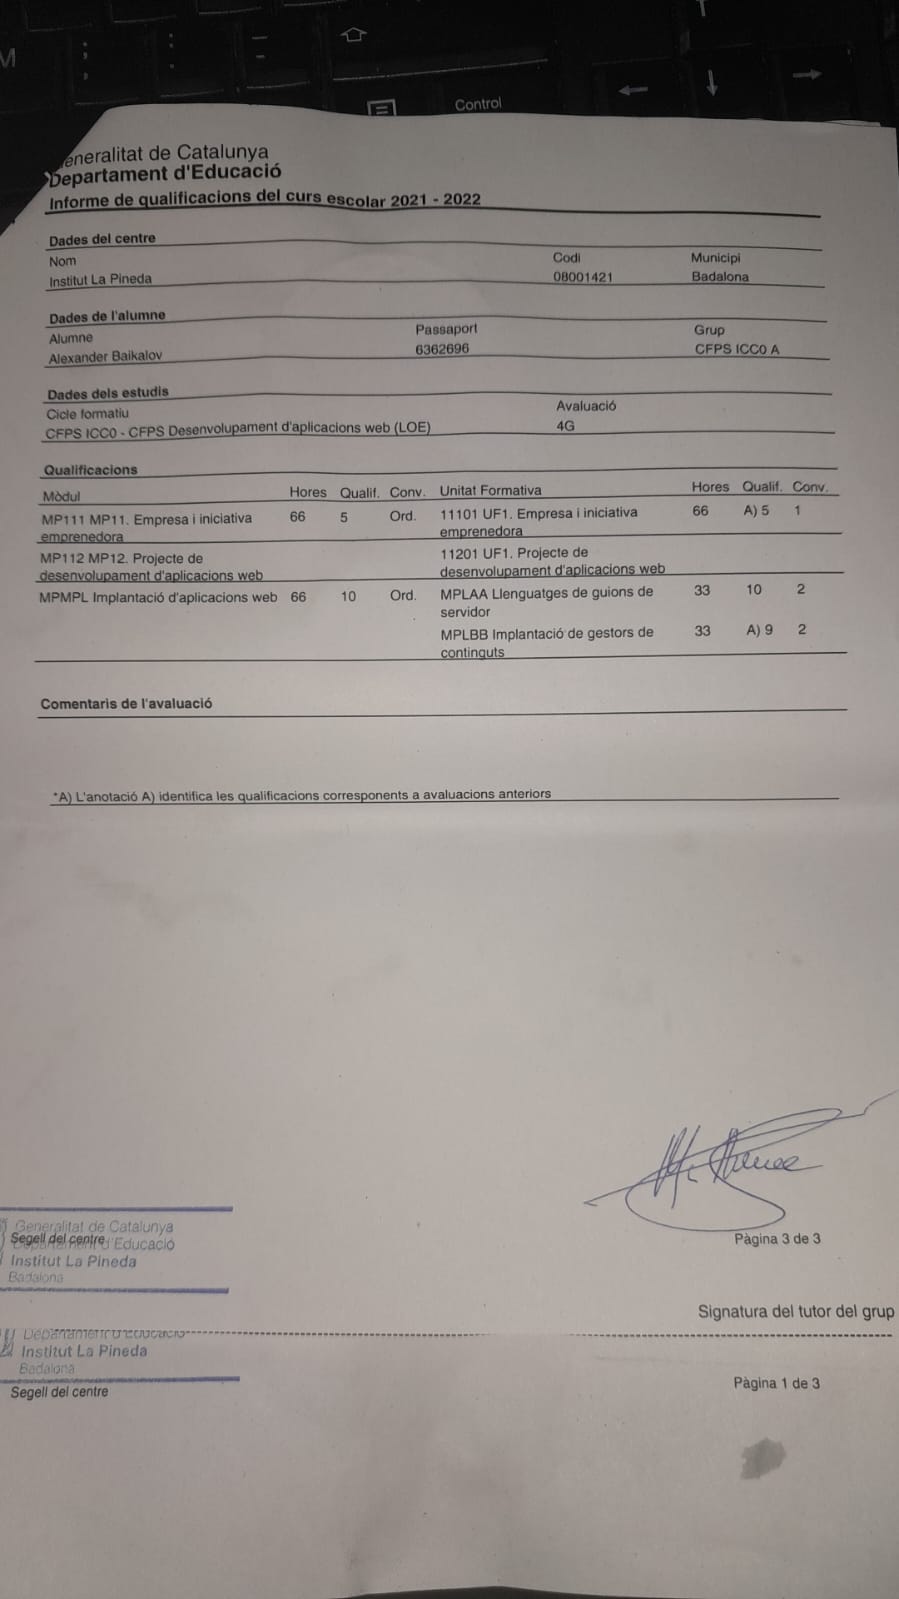 Control
Generalitat de Catalunya
Departament d'Educació
Informe de qualificacions del curs escolar 2021 - 2022
Dades del centre
Nom Codi Municipi
Institut La Pineda 08001421 Badalona
Dades de l'alumne
Alumne Passaport Grup
Alexander Baikalov 6362696 CFPS ICC0 A
Dades dels estudis
Cicle formatiu Avaluació
CFPS ICC0 - CFPS Desenvolupament d'aplicacions web (LOE) 4G
Qualificacions
Mòdul Hores Qualif. Conv. Unitat Formativa Hores Qualif. Conv.
MP111 MP11. Empresa i iniciativa 66 5 Ord. 11101 UF1. Empresa i iniciativa 66 A) 5 1
emprenedora emprenedora
MP112 MP12. Projecte de 11201 UF1. Projecte de
desenvolupament d'aplicacions web desenvolupament d'aplicacions web
MPMPL Implantació d'aplicacions web 66 10 Ord. MPLAA Llenguatges de guions de 33 10 2
servidor
MPLBB Implantació de gestors de 33 A) 9 2
continguts
Comentaris de l'avaluació
*A) L'anotació A) identifica les qualificacions corresponents a avaluacions anteriors
Generalitat de Catalunya
Segell del centre
Departament d'Educació
Pàgina 3 de 3
Institut La Pineda
Badalona
Signatura del tutor del grup
Departament d'Educació
Institut La Pineda
Badalona
Segell del centre Pàgina 1 de 3